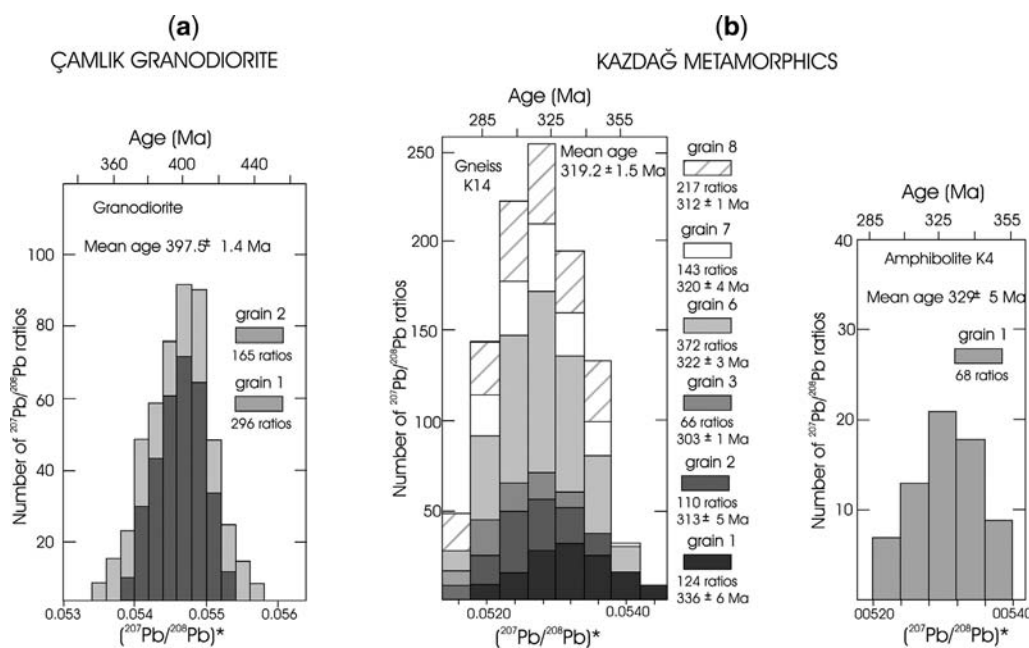 (a)
ÇAMLIK GRANODIORITE
Age (Ma)
360 400 440
Granodiorite
Mean age 397.5± 1.4 Ma
grain 2
165 ratios
grain 1
296 ratios
100
80
60
40
20
Number of ²⁰⁷Pb/²⁰⁸Pb ratios
0.053 0.054 0.055 0.056
(²⁰⁷Pb/²⁰⁸Pb)*
(b)
KAZDAĞ METAMORPHICS
Age (Ma)
285 325 355
Gneiss
K14
Mean age
319.2 ± 1.5 Ma
250
200
150
100
50
Number of ²⁰⁷Pb/²⁰⁸Pb ratios
0.0520 0.0540
(²⁰⁷Pb/²⁰⁸Pb)*
grain 8
217 ratios
312 ± 1 Ma
grain 7
143 ratios
320 ± 4 Ma
grain 6
372 ratios
322 ± 3 Ma
grain 3
66 ratios
303 ± 1 Ma
grain 2
110 ratios
313 ± 5 Ma
grain 1
124 ratios
336 ± 6 Ma
Age (Ma)
285 325 355
Amphibolite K4
Mean age 329± 5 Ma
grain 1
68 ratios
40
30
20
10
Number of ²⁰⁷Pb/²⁰⁸Pb ratios
00520 00540
(²⁰⁷Pb/²⁰⁸Pb)*